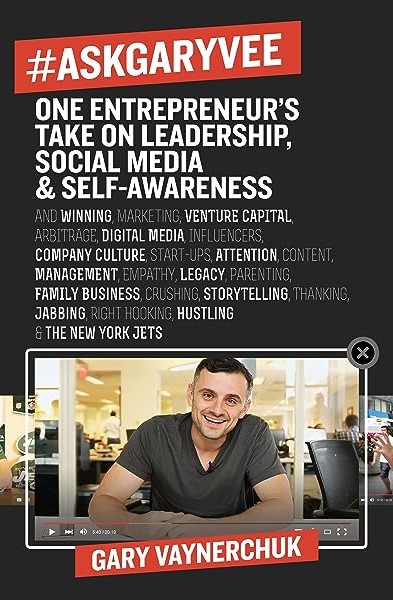 #ASKGARYVEE
ONE ENTREPRENEUR'S
TAKE ON LEADERSHIP,
SOCIAL MEDIA
& SELF-AWARENESS
AND WINNING, MARKETING, VENTURE CAPITAL,
ARBITRAGE, DIGITAL MEDIA, INFLUENCERS,
COMPANY CULTURE, START-UPS, ATTENTION, CONTENT,
MANAGEMENT, EMPATHY, LEGACY, PARENTING,
FAMILY BUSINESS, CRUSHING, STORYTELLING, THANKING,
JABBING, RIGHT HOOKING, HUSTLING
& THE NEW YORK JETS
5:43 / 20:19
GARY VAYNERCHUK